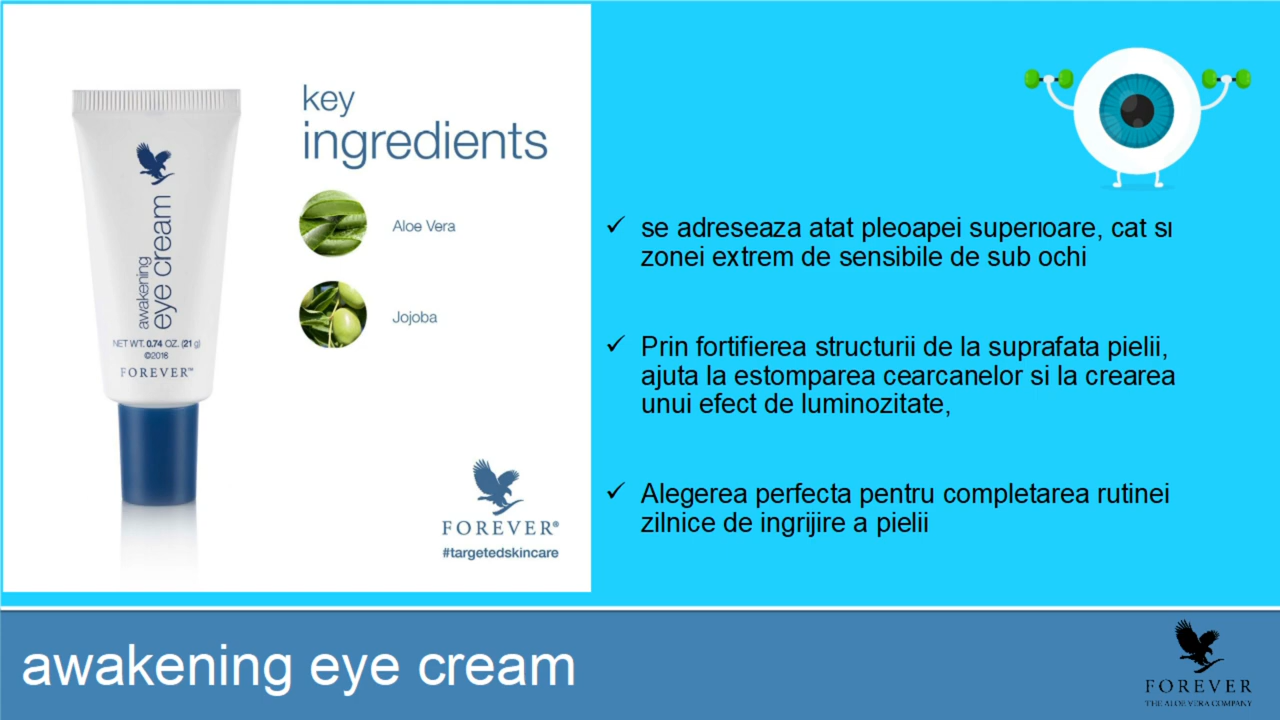 key
ingredients
Aloe Vera
Jojoba
awakening
eye cream
NET WT. 0.74 OZ. (21 g)
©2016
FOREVER™
FOREVER®
#targetedskincare
✓ se adreseaza atat pleoapei superioare, cat si
zonei extrem de sensibile de sub ochi
✓ Prin fortifierea structurii de la suprafata pielii,
ajuta la estomparea cearcanelor si la crearea
unui efect de luminozitate,
✓ Alegerea perfecta pentru completarea rutinei
zilnice de ingrijire a pielii
awakening eye cream
FOREVER
THE ALOE VERA COMPANY